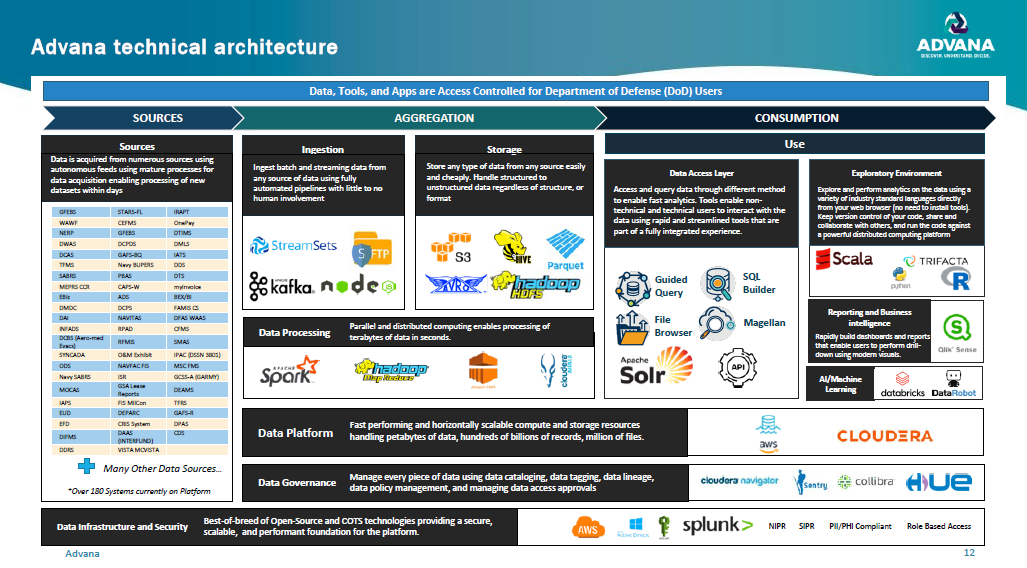 Advana technical architecture
ADVANA
DISCOVER. UNDERSTAND. DECIDE.
Data, Tools, and Apps are Access Controlled for Department of Defense (DoD) Users
SOURCES
AGGREGATION
CONSUMPTION
Sources
Data is acquired from numerous sources using
autonomous feeds using mature processes for
data acquisition enabling processing of new
datasets within days
GFEBS STARS-FL IRAPT
WAWF CEFMS OnePay
NERP GFEBS DTIMS
DWAS DCPDS DMLS
DCAS GAFS-BQ IATS
TFMS Navy BUPERS DDS
SABRS PBAS DTS
MEPRS CCR CAPS-W myInvoice
EBiz ADS BEX/BI
DMDC DCPS FAMIS CS
DAI NAVITAS DFAS WAAS
INFADS RPAD CFMS
DCBS (Aero-med
Evacs) RFMIS SMAS
SYNCADA O&M Exhibit IPAC (DSSN 3801)
ODS NAVFAC FIS MSC FMS
Navy SABRS ISR GCSS-A (GARMY)
MOCAS GSA Lease
Reports DEAMS
IAPS FIS MilCon TFRS
EUD DEPARC GAFS-R
EFD CRIS System DPAS
DIFMS DAAS
(INTERFUND) CDS
DDRS VISTA MCVISTA
Many Other Data Sources...
*Over 180 Systems currently on Platform
Ingestion
Ingest batch and streaming data from
any source of data using fully
automated pipelines with little to no
human involvement
StreamSets
SFTP
kafka
node
JS
Storage
Store any type of data from any source easily
and cheaply. Handle structured to
unstructured data regardless of structure, or
format
S3
HIVE
Parquet
AVRO
hadoop
HDFS
Data Processing
Parallel and distributed computing enables processing of
terabytes of data in seconds.
APACHE
Spark
hadoop
Map Reduce
Amazon EMR
cloudera
IMPALA
Use
Data Access Layer
Access and query data through different method
to enable fast analytics. Tools enable non-
technical and technical users to interact with the
data using rapid and streamlined tools that are
part of a fully integrated experience.
Guided
Query
SQL
Builder
File
Browser
Magellan
Apache
Solr
API
Exploratory Environment
Explore and perform analytics on the data using a
variety of industry standard languages directly
from your web browser (no need to install tools).
Keep version control of your code, share and
collaborate with others, and run the code against
a powerful distributed computing platform
Scala
TRIFACTA
python
R
Reporting and Business
intelligence
Rapidly build dashboards and reports
that enable users to perform drill-
down using modern visuals.
Qlik Sense
AI/Machine
Learning
databricks
DataRobot
Data Platform
Fast performing and horizontally scalable compute and storage resources
handling petabytes of data, hundreds of billions of records, million of files.
aws
CLOUDERA
Data Governance
Manage every piece of data using data cataloging, data tagging, data lineage,
data policy management, and managing data access approvals
cloudera navigator
Sentry
collibra
HUE
Data Infrastructure and Security
Best-of-breed of Open-Source and COTS technologies providing a secure,
scalable, and performant foundation for the platform.
AWS
Active Directory
splunk>
NIPR
SIPR
PII/PHI Compliant
Role Based Access
Advana
12